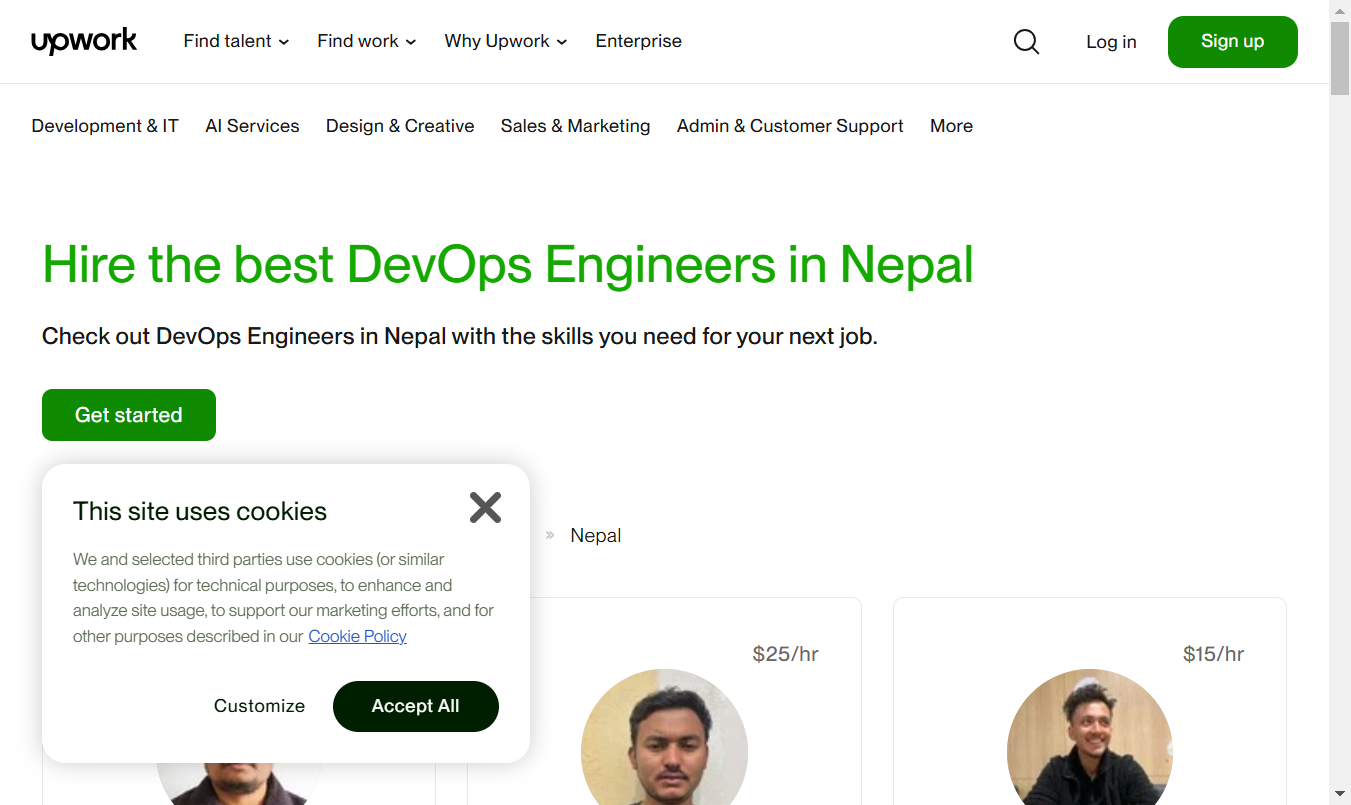 upwork Find talent Find work Why Upwork Enterprise Log in Sign up
Development & IT AI Services Design & Creative Sales & Marketing Admin & Customer Support More
Hire the best DevOps Engineers in Nepal
Check out DevOps Engineers in Nepal with the skills you need for your next job.
Get started
This site uses cookies
We and selected third parties use cookies (or similar
technologies) for technical purposes, to enhance and
analyze site usage, to support our marketing efforts, and for
other purposes described in our Cookie Policy
Customize Accept All
» Nepal
$25/hr
$15/hr